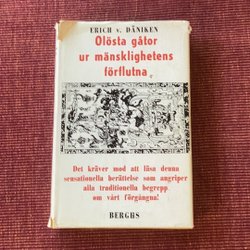 ERICH v. DÄNIKEN
Olösta gåtor
ur mänsklighetens
förflutna
Det kräver mod att läsa denna
sensationella berättelse som angriper
alla traditionella begrepp
om vårt förgångna!
BERGHS